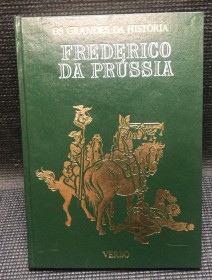 OS GRANDES DA HISTÓRIA
FREDERICO
DA PRÚSSIA
VERBO